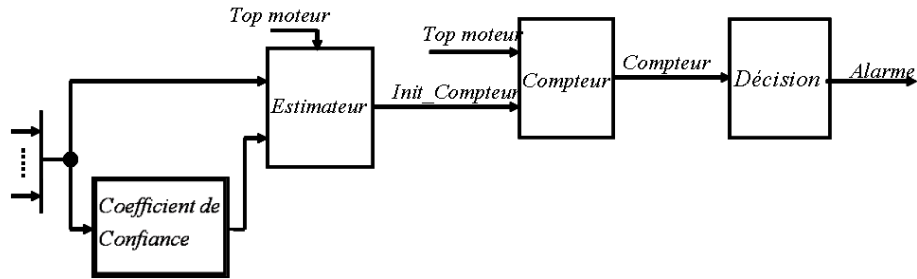 Top moteur
Top moteur
Estimateur
Init_Compteur
Compteur
Compteur
Décision
Alarme
Coefficient de
Confiance